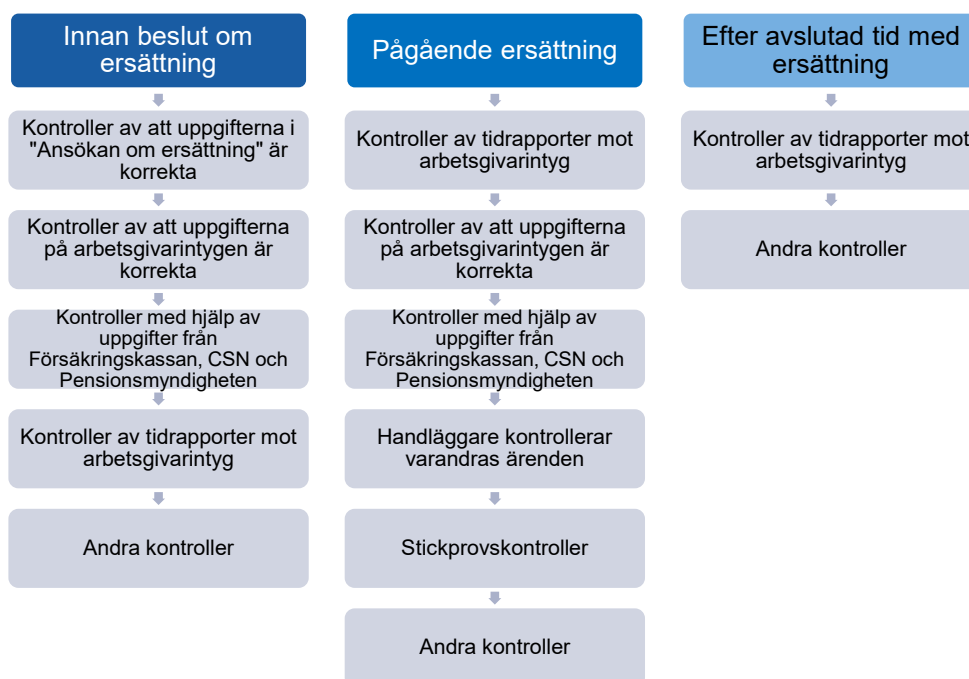 Innan beslut om
ersättning
Kontroller av att uppgifterna i
"Ansökan om ersättning" är
korrekta
Kontroller av att uppgifterna
på arbetsgivarintygen är
korrekta
Kontroller med hjälp av
uppgifter från
Försäkringskassan, CSN och
Pensionsmyndigheten
Kontroller av tidrapporter mot
arbetsgivarintyg
Andra kontroller
Pågående ersättning
Kontroller av tidrapporter mot
arbetsgivarintyg
Kontroller av att uppgifterna
på arbetsgivarintygen är
korrekta
Kontroller med hjälp av
uppgifter från
Försäkringskassan, CSN och
Pensionsmyndigheten
Handläggare kontrollerar
varandras ärenden
Stickprovskontroller
Andra kontroller
Efter avslutad tid med
ersättning
Kontroller av tidrapporter mot
arbetsgivarintyg
Andra kontroller